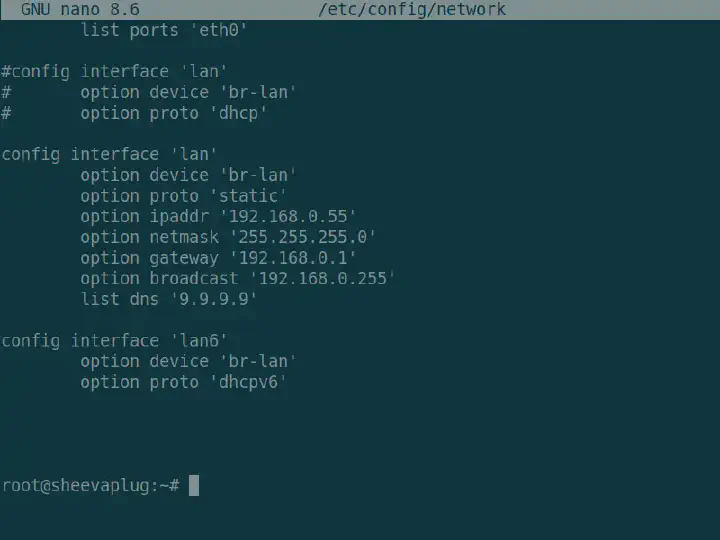 GNU nano 8.6 /etc/config/network
list ports 'eth0'
#config interface 'lan'
# option device 'br-lan'
# option proto 'dhcp'
config interface 'lan'
option device 'br-lan'
option proto 'static'
option ipaddr '192.168.0.55'
option netmask '255.255.255.0'
option gateway '192.168.0.1'
option broadcast '192.168.0.255'
list dns '9.9.9.9'
config interface 'lan6'
option device 'br-lan'
option proto 'dhcpv6'
root@sheevaplug:~#